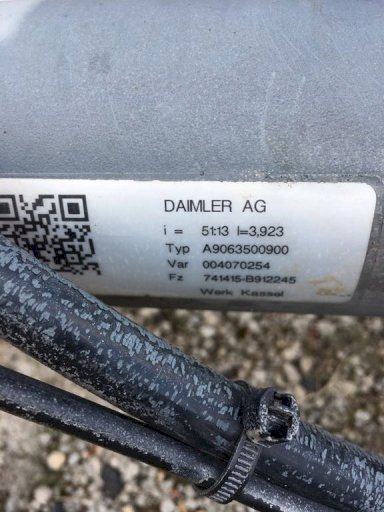 DAIMLER AG
i = 51:13 I=3,923
Typ A9063500900
Var 004070254
Fz 741415-B912245
Werk Kassel